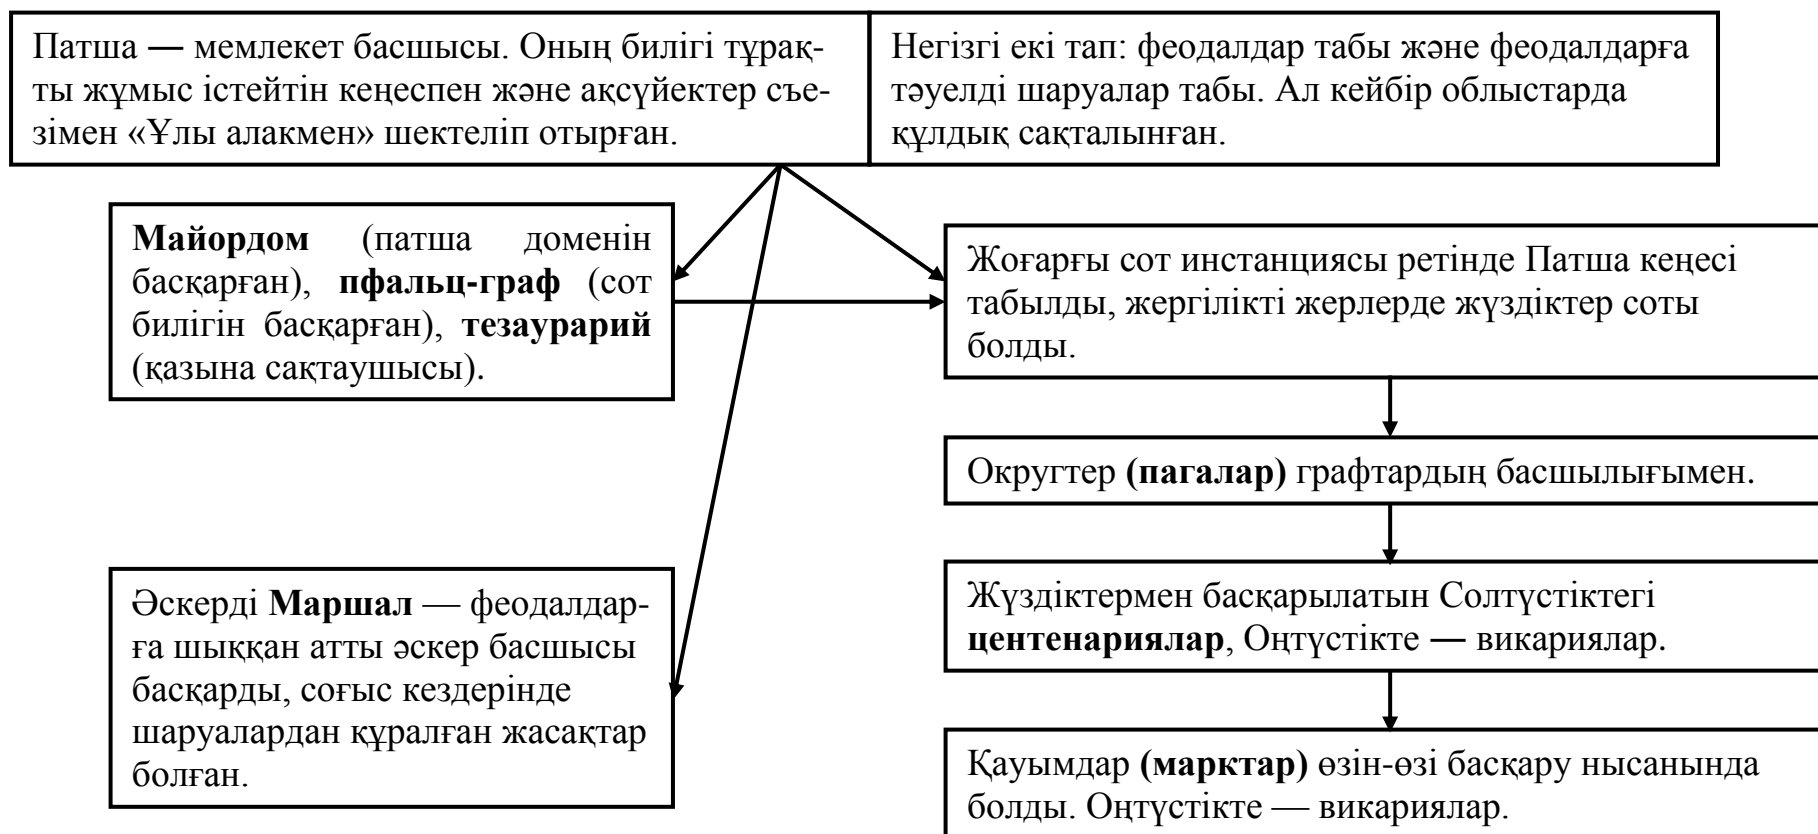 Патша — мемлекет басшысы. Оның билігі тұрақ-
ты жұмыс істейтін кеңеспен және ақсүйектер съе-
зімен «Ұлы алакмен» шектеліп отырған.
Негізгі екі тап: феодалдар табы және феодалдарға
тәуелді шаруалар табы. Ал кейбір облыстарда
құлдық сақталынған.
Майордом (патша доменін
басқарған), пфальц-граф (сот
билігін басқарған), тезаурарий
(қазына сақтаушысы).
Жоғарғы сот инстанциясы ретінде Патша кеңесі
табылды, жергілікті жерлерде жүздіктер соты
болды.
Округтер (пагалар) графтардың басшылығымен.
Жүздіктермен басқарылатын Солтүстіктегі
центенариялар, Оңтүстікте — викариялар.
Әскерді Маршал — феодалдар-
ға шыққан атты әскер басшысы
басқарды, соғыс кездерінде
шаруалардан құралған жасақтар
болған.
Қауымдар (марктар) өзін-өзі басқару нысанында
болды. Оңтүстікте — викариялар.